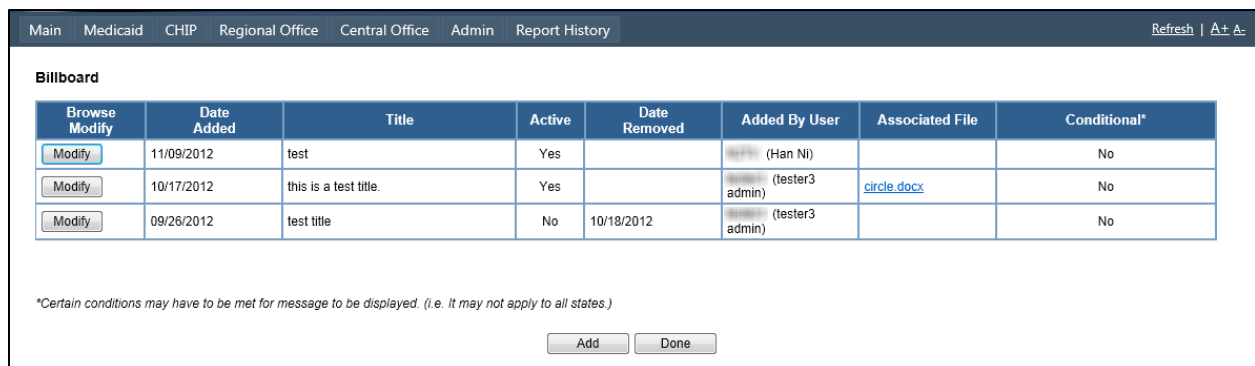 Main Medicaid CHIP Regional Office Central Office Admin Report History Refresh | A+ A-
Billboard
Browse Modify Date Added Title Active Date Removed Added By User Associated File Conditional*
Modify 11/09/2012 test Yes (Han Ni) No
Modify 10/17/2012 this is a test title. Yes (tester3 admin) circle.docx No
Modify 09/26/2012 test title No 10/18/2012 (tester3 admin) No
*Certain conditions may have to be met for message to be displayed. (i.e. It may not apply to all states.)
Add Done